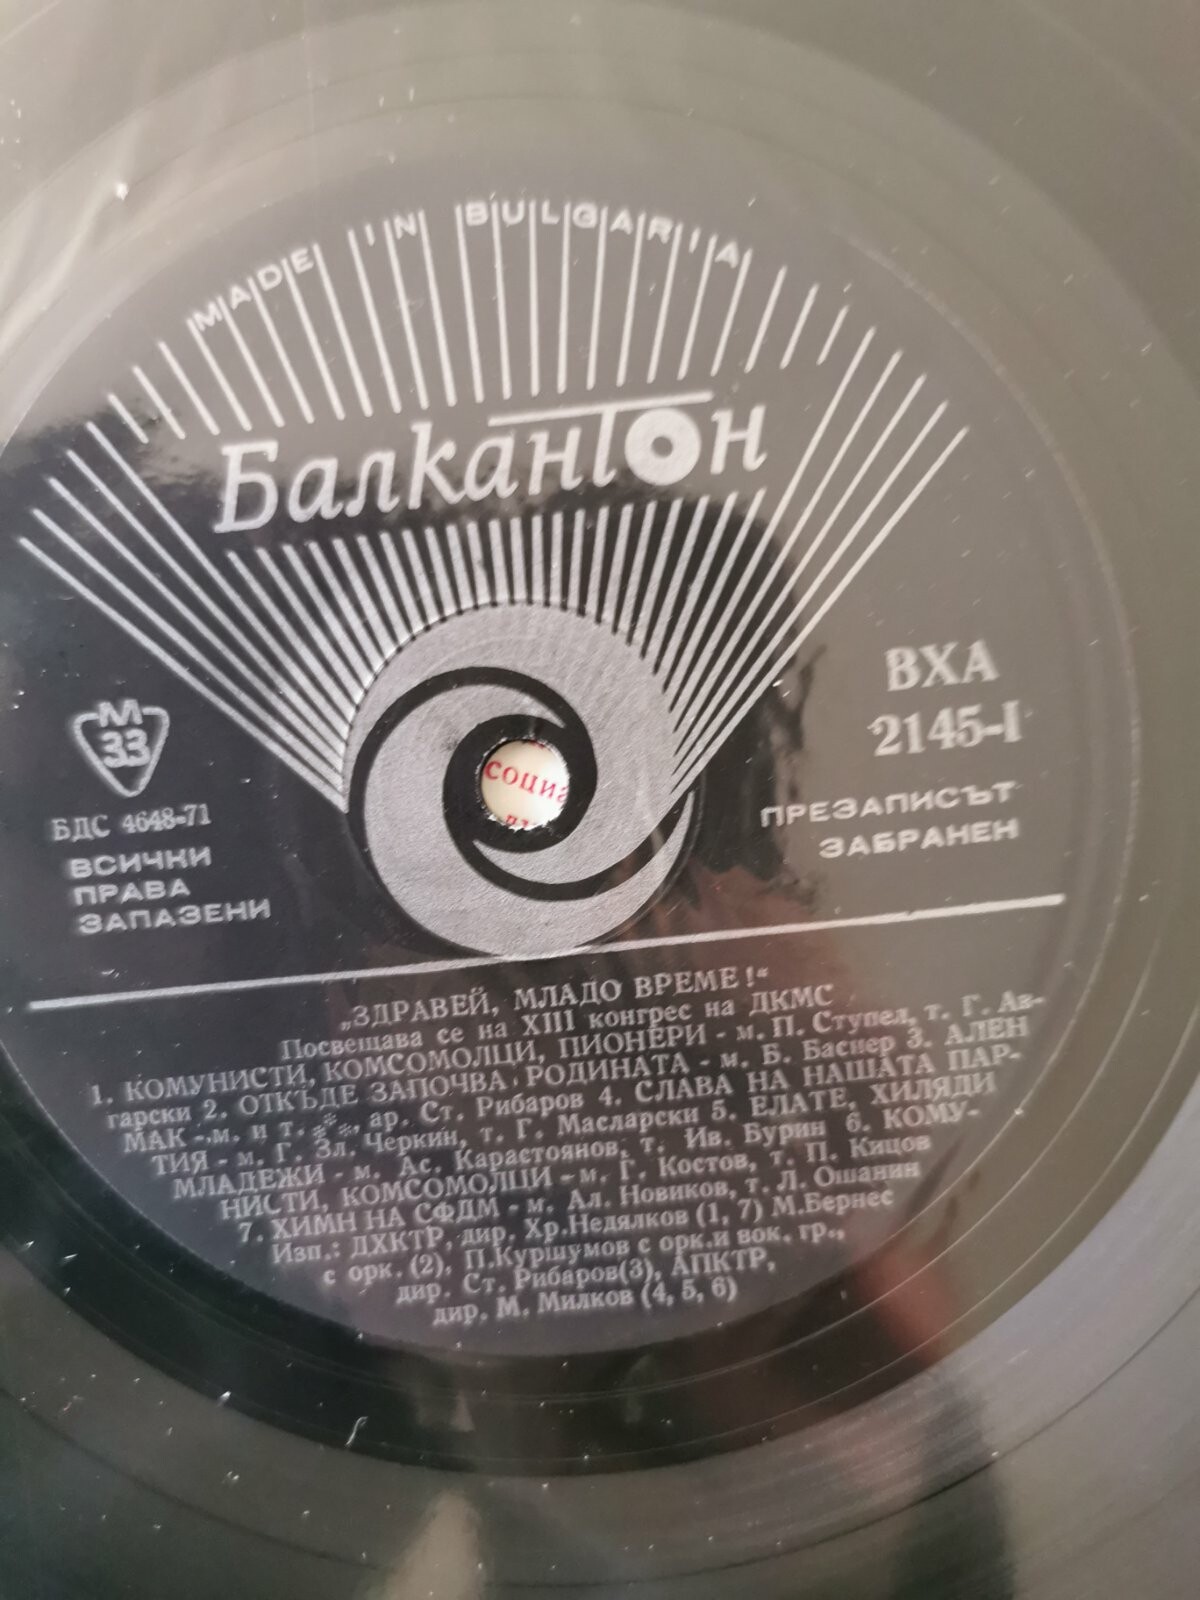 MADE IN BULGARIA
Балкантон
ВХА
2145-I
М
33
БДС 4648-71
ВСИЧКИ
ПРАВА
ЗАПАЗЕНИ
ПРЕЗАПИСЪТ
ЗАБРАНЕН
социа
„ЗДРАВЕЙ, МЛАДО ВРЕМЕ!“
Посвещава се на XIII конгрес на ДКМС
1. КОМУНИСТИ, КОМСОМОЛЦИ, ПИОНЕРИ - м. П. Ступел, т. Г. Ав-
гарски 2. ОТКЪДЕ ЗАПОЧВА РОДИНАТА - м. Б. Баснер 3. АЛЕН
МАК - м. и т. ***, ар. Ст. Рибаров 4. СЛАВА НА НАШАТА ПАР-
ТИЯ - м. Г. Зл. Черкин, т. Г. Масларски 5. ЕЛАТЕ, ХИЛЯДИ
МЛАДЕЖИ - м. Ас. Карастоянов, т. Ив. Бурин 6. КОМУ-
НИСТИ, КОМСОМОЛЦИ - м. Г. Костов, т. П. Кицов
7. ХИМН НА СФДМ - м. Ал. Новиков, т. Л. Ошанин
Изп.: ДХКТР, дир. Хр.Недялков (1, 7) М.Бернес
с орк. (2), П.Куршумов с орк.и вок. гр.,
дир. Ст. Рибаров(3), АПКТР,
дир. М. Милков (4, 5, 6)